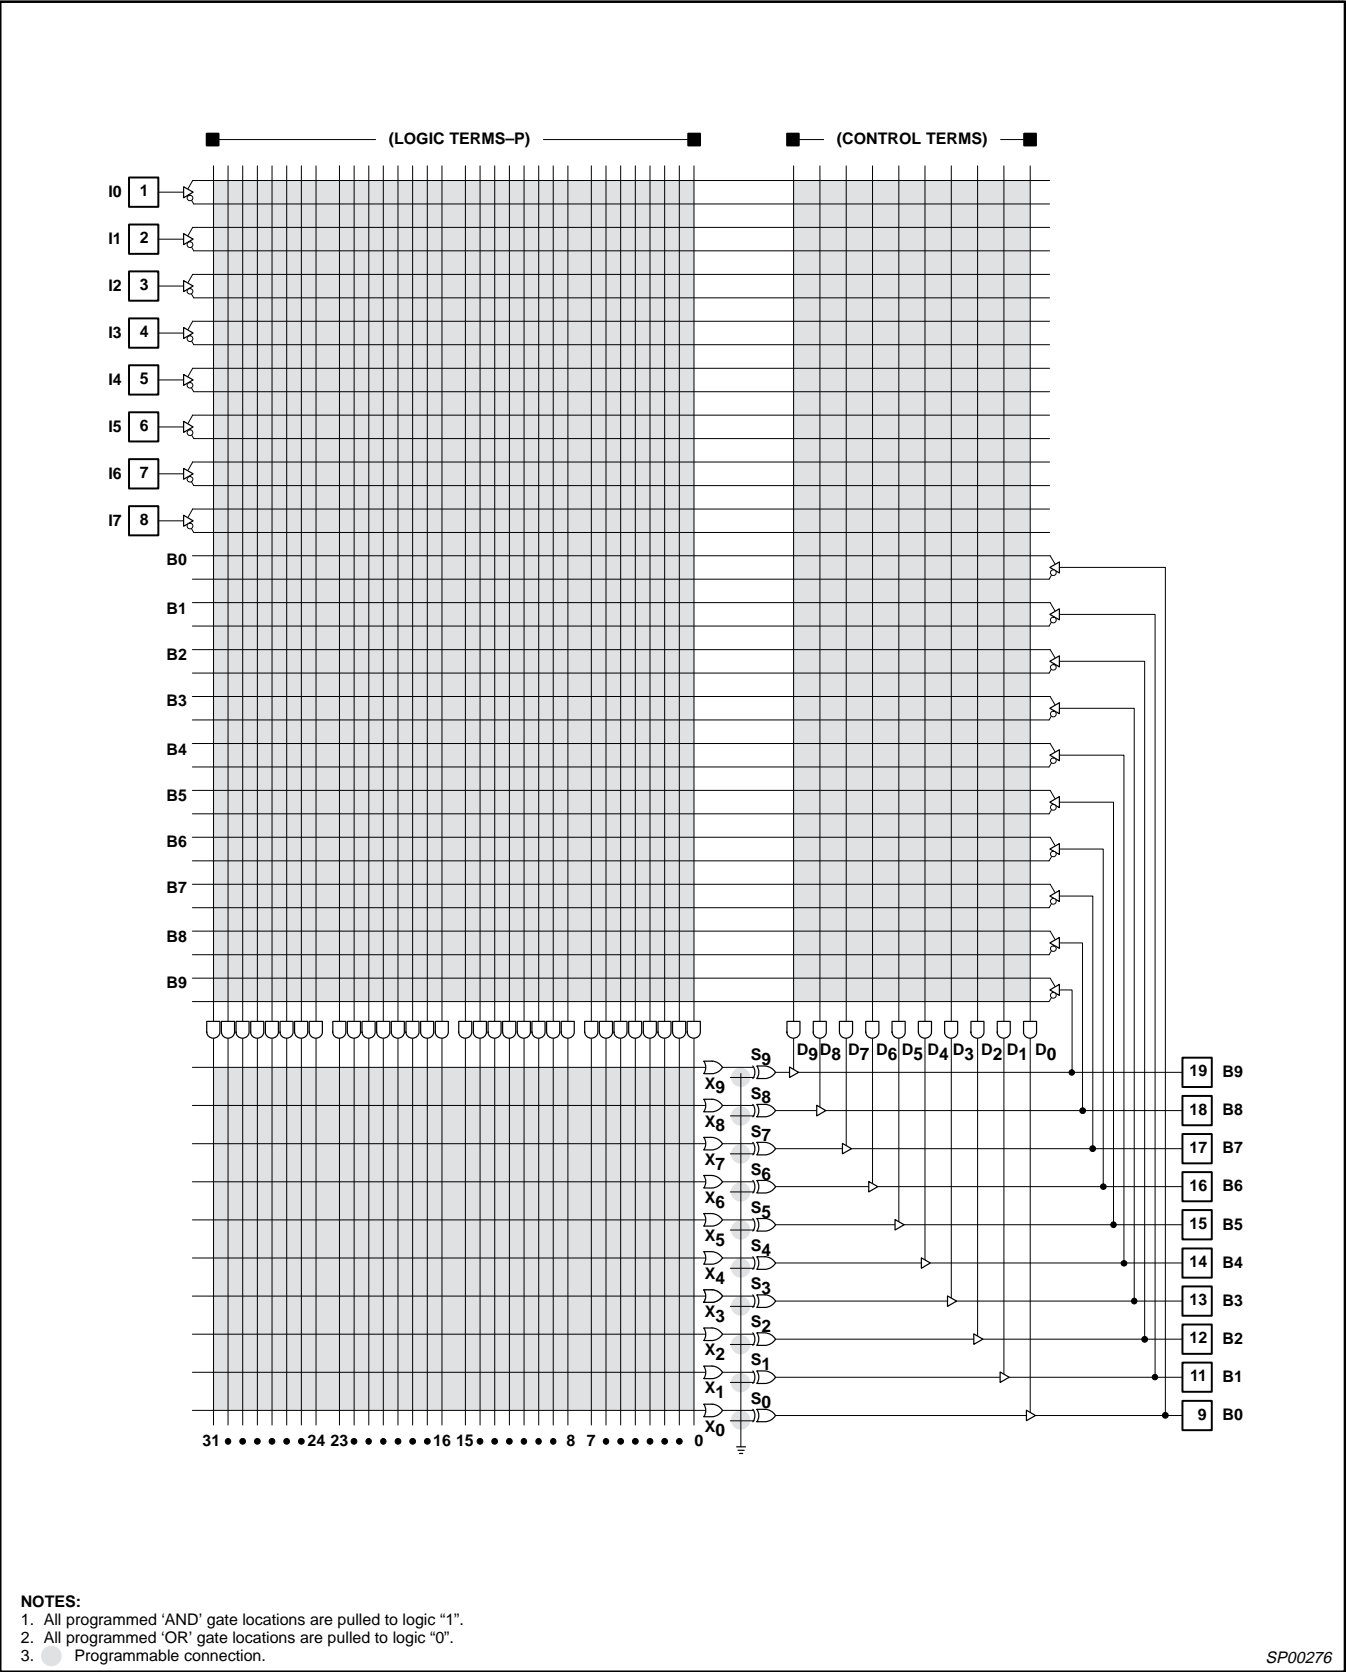 (LOGIC TERMS–P) (CONTROL TERMS)
I0 1
I1 2
I2 3
I3 4
I4 5
I5 6
I6 7
I7 8
B0
B1
B2
B3
B4
B5
B6
B7
B8
B9
D9 D8 D7 D6 D5 D4 D3 D2 D1 D0
S9
X9
19 B9
S8
X8
18 B8
S7
X7
17 B7
S6
X6
16 B6
S5
X5
15 B5
S4
X4
14 B4
S3
X3
13 B3
S2
X2
12 B2
S1
X1
11 B1
S0
X0
9 B0
31 • • • • • • 24 23 • • • • • • 16 15 • • • • • • 8 7 • • • • • • 0
NOTES:
1. All programmed ‘AND’ gate locations are pulled to logic “1”.
2. All programmed ‘OR’ gate locations are pulled to logic “0”.
3. Programmable connection.
SP00276